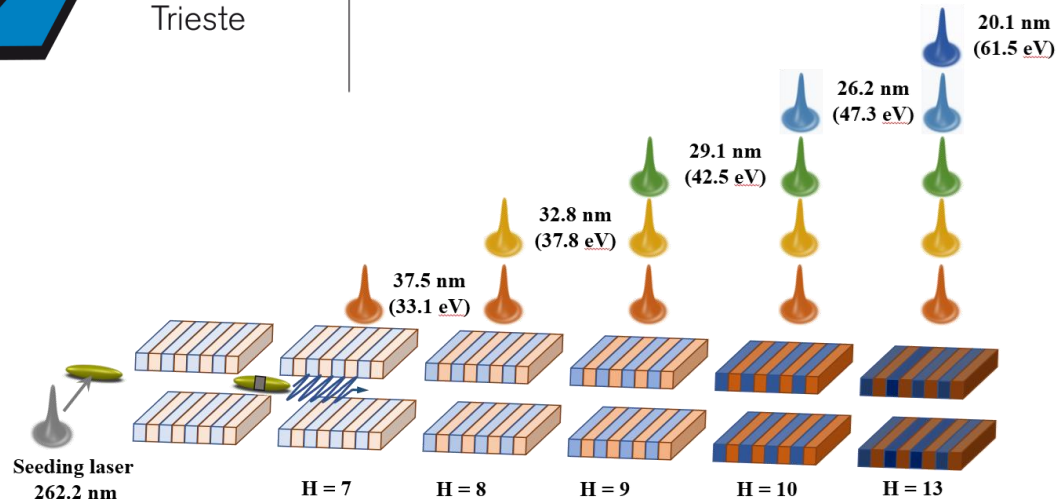 Trieste
20.1 nm
(61.5 eV)
26.2 nm
(47.3 eV)
29.1 nm
(42.5 eV)
32.8 nm
(37.8 eV)
37.5 nm
(33.1 eV)
Seeding laser
262.2 nm
H = 7
H = 8
H = 9
H = 10
H = 13